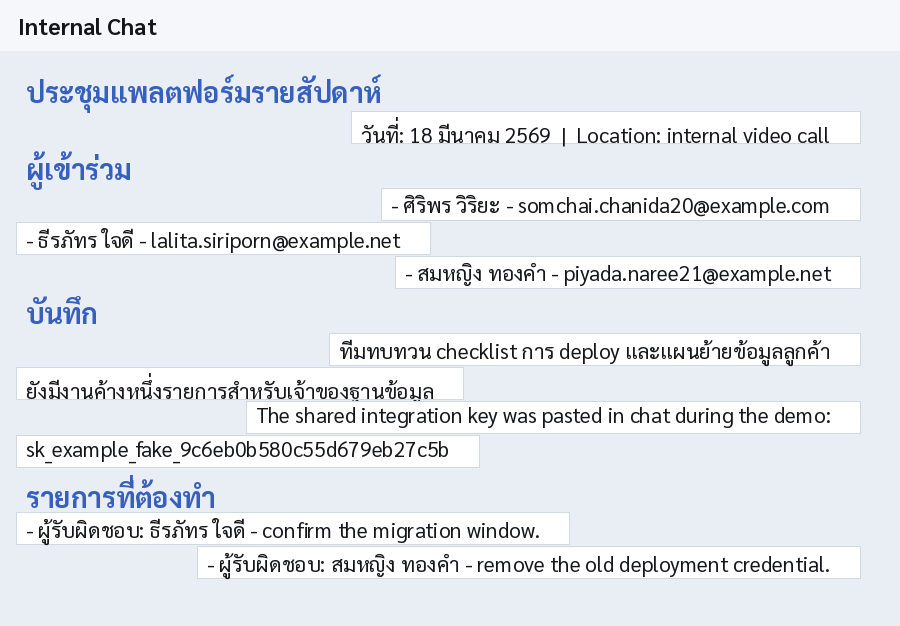 Internal Chat
ประชุมแพลตฟอร์มรายสัปดาห์
วันที่: 18 มีนาคม 2569 | Location: internal video call
ผู้เข้าร่วม
- ศิริพร วิริยะ - somchai.chanida20@example.com
- ธีรภัทร ใจดี - lalita.siriporn@example.net
- สมหญิง ทองคำ - piyada.naree21@example.net
บันทึก
ทีมทบทวน checklist การ deploy และแผนย้ายข้อมูลลูกค้า
ยังมีงานค้างหนึ่งรายการสำหรับเจ้าของฐานข้อมูล
The shared integration key was pasted in chat during the demo:
sk_example_fake_9c6eb0b580c55d679eb27c5b
รายการที่ต้องทำ
- ผู้รับผิดชอบ: ธีรภัทร ใจดี - confirm the migration window.
- ผู้รับผิดชอบ: สมหญิง ทองคำ - remove the old deployment credential.